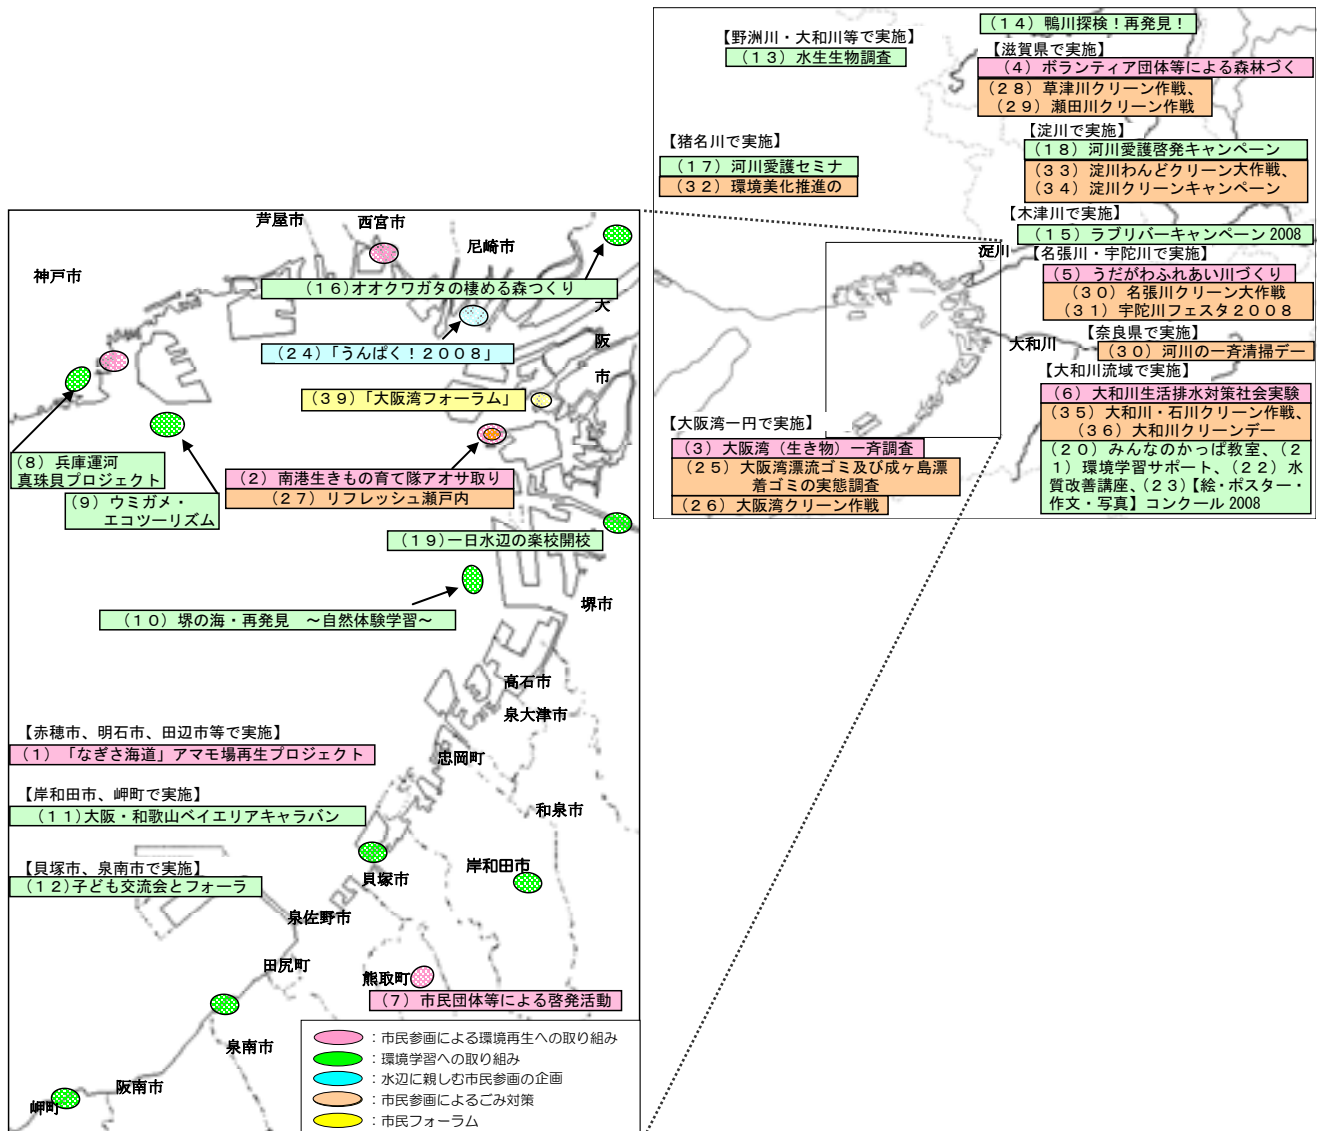 【野洲川・大和川等で実施】
(13) 水生生物調査
(14) 鴨川探検！再発見！
【滋賀県で実施】
(4) ボランティア団体等による森林づく
(28) 草津川クリーン作戦、
(29) 瀬田川クリーン作戦
【猪名川で実施】
(17) 河川愛護セミナ
(32) 環境美化推進の
【淀川で実施】
(18) 河川愛護啓発キャンペーン
(33) 淀川わんどクリーン大作戦、
(34) 淀川クリーンキャンペーン
【木津川で実施】
(15) ラブリバーキャンペーン 2008
淀川
【名張川・宇陀川で実施】
(5) うだがわふれあい川づくり
(30) 名張川クリーン大作戦
(31) 宇陀川フェスタ２００８
大和川
【奈良県で実施】
(30) 河川の一斉清掃デー
【大和川流域で実施】
(6) 大和川生活排水対策社会実験
(35) 大和川・石川クリーン作戦、
(36) 大和川クリーンデー
(20) みんなのかっぱ教室、(2
1) 環境学習サポート、(22) 水
質改善講座、(23)【絵・ポスター・
作文・写真】コンクール 2008
【大阪湾一円で実施】
(3) 大阪湾（生き物）一斉調査
(25) 大阪湾漂流ゴミ及び成ヶ島漂
着ゴミの実態調査
(26) 大阪湾クリーン作戦
芦屋市
西宮市
尼崎市
神戸市
(16)オオクワガタの棲める森つくり
大阪市
(24)「うんぱく！２００８」
(39)「大阪湾フォーラム」
(8) 兵庫運河
真珠貝プロジェクト
(9) ウミガメ・
エコツーリズム
(2) 南港生きもの育て隊アオサ取り
(27) リフレッシュ瀬戸内
(19)一日水辺の楽校開校
(10) 堺の海・再発見　～自然体験学習～
堺市
高石市
泉大津市
【赤穂市、明石市、田辺市等で実施】
(1) 「なぎさ海道」アマモ場再生プロジェクト
忠岡町
【岸和田市、岬町で実施】
(11)大阪・和歌山ベイエリアキャラバン
和泉市
【貝塚市、泉南市で実施】
(12)子ども交流会とフォーラ
貝塚市
岸和田市
泉佐野市
田尻町
熊取町
(7) 市民団体等による啓発活動
泉南市
阪南市
岬町
：市民参画による環境再生への取り組み
：環境学習への取り組み
：水辺に親しむ市民参画の企画
：市民参画によるごみ対策
：市民フォーラム